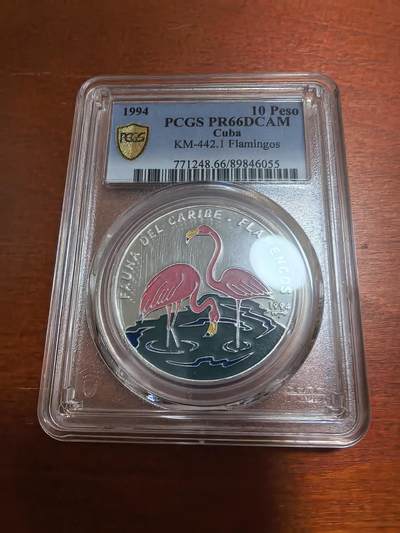 1994 10 Peso
PCGS PR66DCAM
Cuba
KM-442.1 Flamingos
771248.66/89846055
PCGS
FAUNA DEL CARIBE - FLAMENCOS
1994